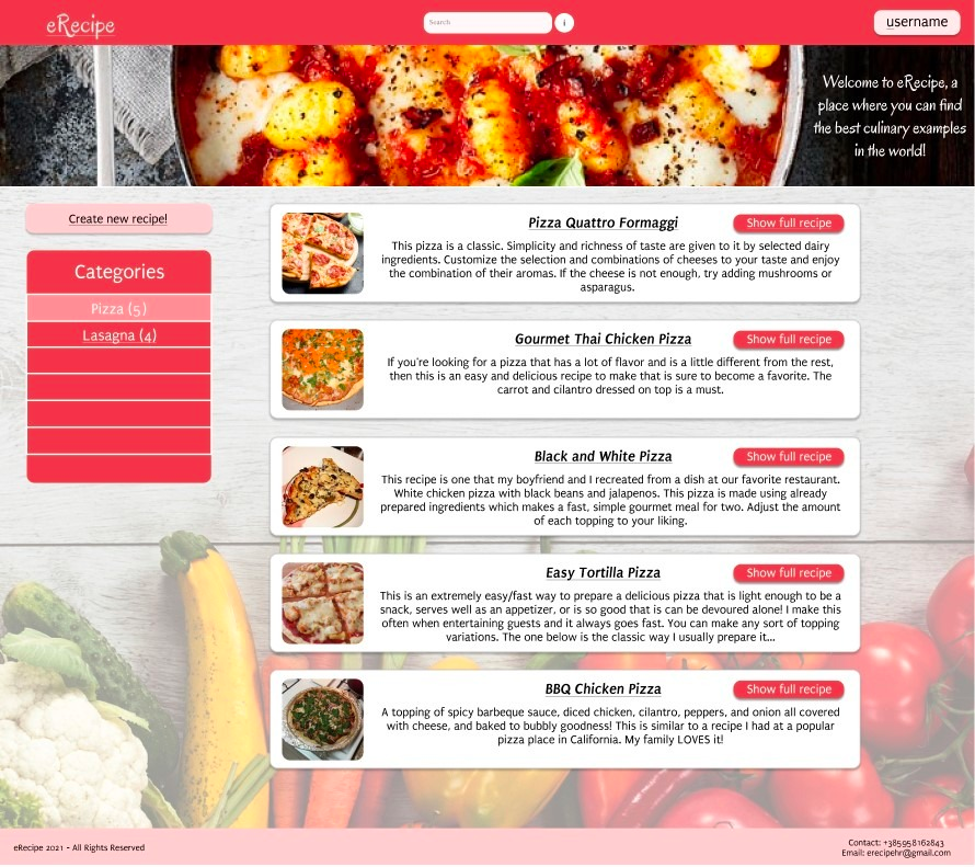 eRecipe
Search
i
username
Welcome to eRecipe, a
place where you can find
the best culinary examples
in the world!
Create new recipe!
Categories
Pizza (5)
Lasagna (4)
Pizza Quattro Formaggi
Show full recipe
This pizza is a classic. Simplicity and richness of taste are given to it by selected dairy
ingredients. Customize the selection and combinations of cheeses to your taste and enjoy
the combination of their aromas. If the cheese is not enough, try adding mushrooms or
asparagus.
Gourmet Thai Chicken Pizza
Show full recipe
If you're looking for a pizza that has a lot of flavor and is a little different from the rest,
then this is an easy and delicious recipe to make that is sure to become a favorite. The
carrot and cilantro dressed on top is a must.
Black and White Pizza
Show full recipe
This recipe is one that my boyfriend and I recreated from a dish at our favorite restaurant.
White chicken pizza with black beans and jalapenos. This pizza is made using already
prepared ingredients which makes a fast, simple gourmet meal for two. Adjust the amount
of each topping to your liking.
Easy Tortilla Pizza
Show full recipe
This is an extremely easy/fast way to prepare a delicious pizza that is light enough to be a
snack, serves well as an appetizer, or is so good that is can be devoured alone! I make this
often when entertaining guests and it always goes fast. You can make any sort of topping
variations. The one below is the classic way I usually prepare it...
BBQ Chicken Pizza
Show full recipe
A topping of spicy barbeque sauce, diced chicken, cilantro, peppers, and onion all covered
with cheese, and baked to bubbly goodness! This is similar to a recipe I had at a popular
pizza place in California. My family LOVES it!
eRecipe 2021 - All Rights Reserved
Contact: +385958162843
Email: erecipehr@gmail.com